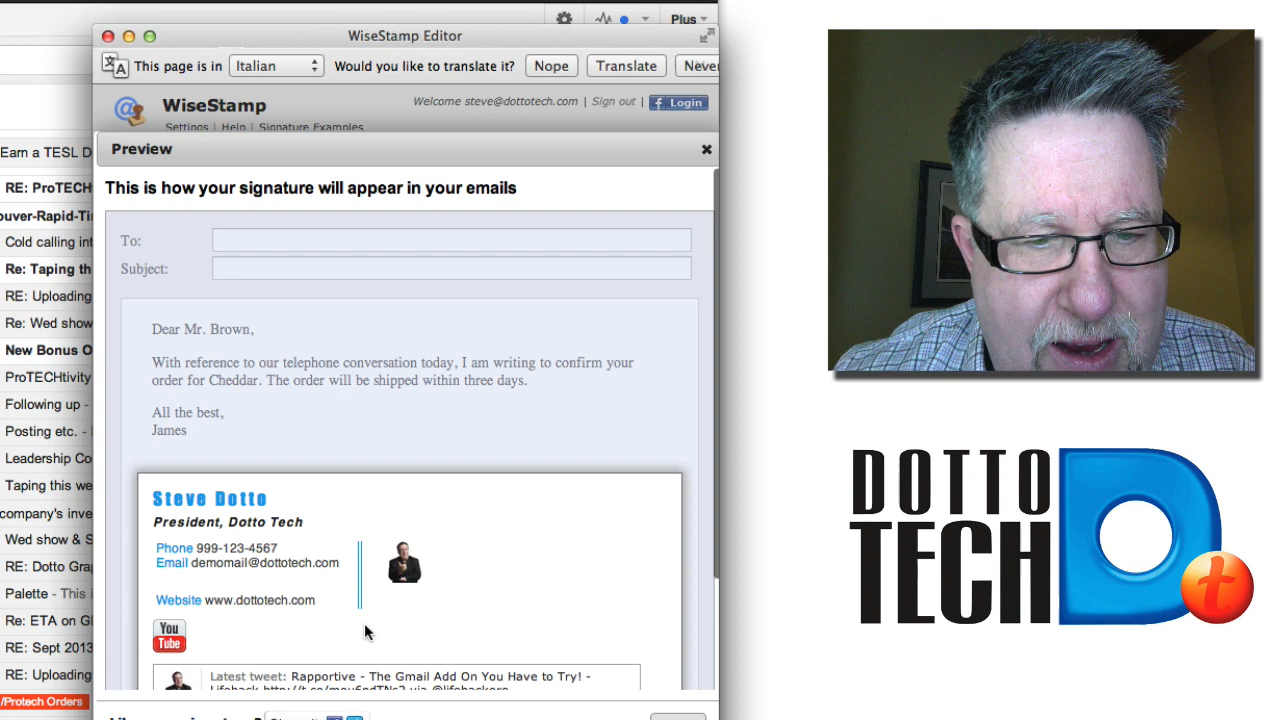 Plus
WiseStamp Editor
This page is in Italian Would you like to translate it? Nope Translate Never
WiseStamp
Welcome steve@dottotech.com | Sign out | f Login
Settings | Help | Signature Examples
Preview
This is how your signature will appear in your emails
To:
Subject:
Dear Mr. Brown,
With reference to our telephone conversation today, I am writing to confirm your
order for Cheddar. The order will be shipped within three days.
All the best,
James
Steve Dotto
President, Dotto Tech
Phone 999-123-4567
Email demomail@dottotech.com
Website www.dottotech.com
You
Tube
Latest tweet: Rapportive - The Gmail Add On You Have to Try! -
Earn a TESL D
RE: ProTECH
ouver-Rapid-Ti
Cold calling int
Re: Taping th
RE: Uploading
Re: Wed show
New Bonus O
ProTECHtivity
Following up -
Posting etc. -
Leadership Co
Taping this we
company's inve
Wed show & S
RE: Dotto Gra
Palette - This i
Re: ETA on G
RE: Sept 2013
RE: Uploading
/Protech Orders
DOTTO
TECH
D
t